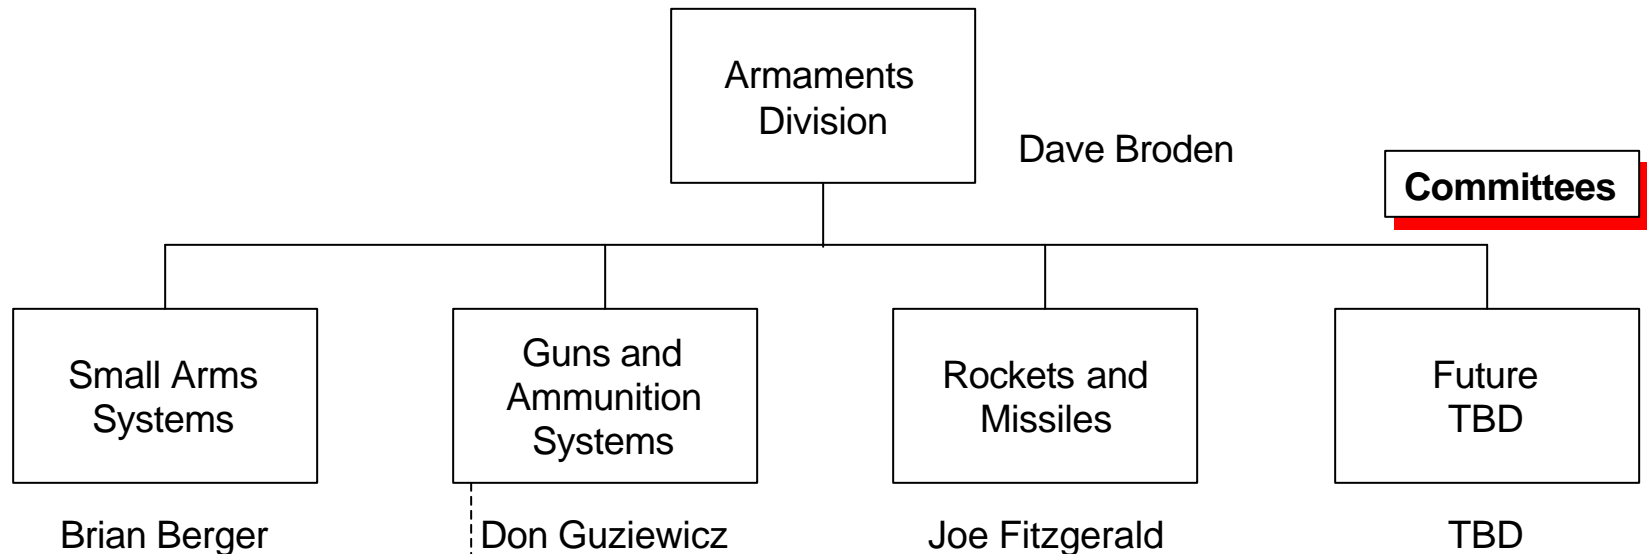 Armaments
Division
Dave Broden
Committees
Small Arms
Systems
Guns and
Ammunition
Systems
Rockets and
Missiles
Future
TBD
Brian Berger
Don Guziewicz
Joe Fitzgerald
TBD